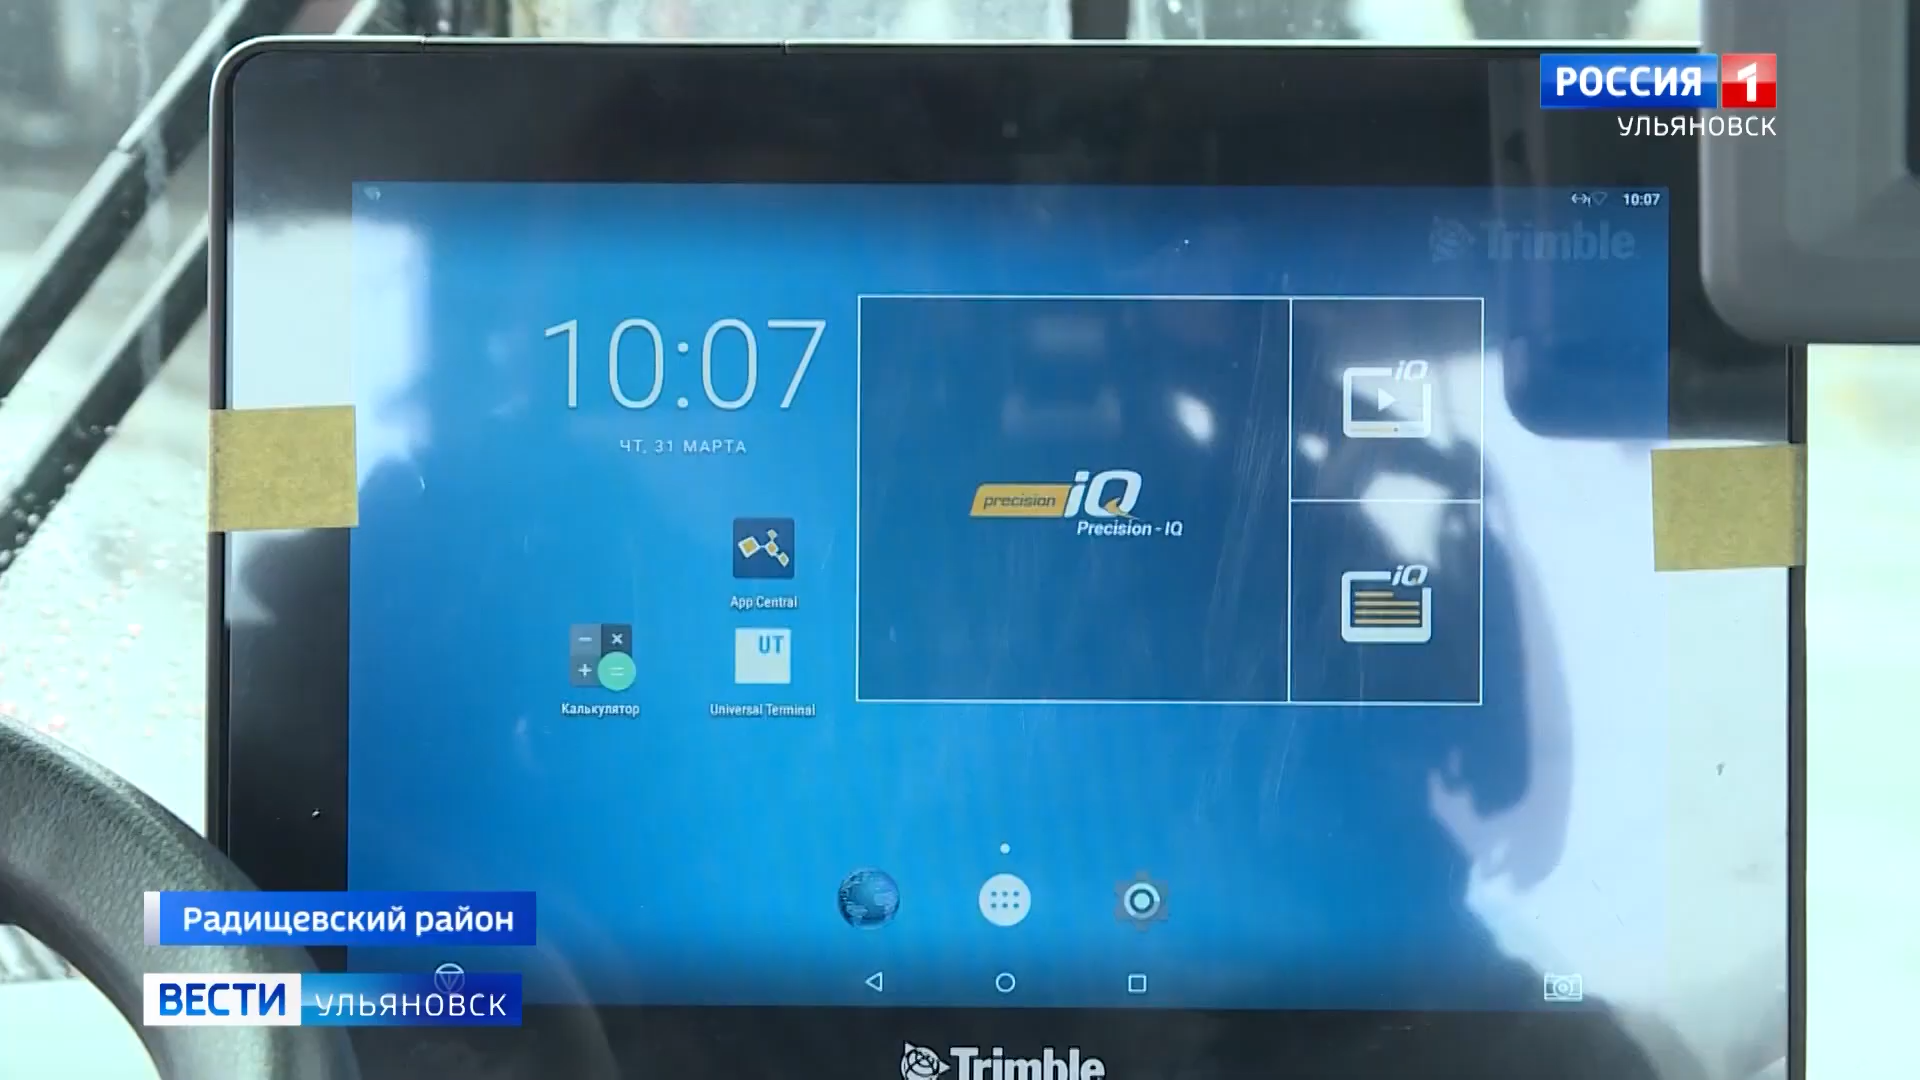 РОССИЯ 1
УЛЬЯНОВСК
10:07
Trimble
10:07
ЧТ, 31 МАРТА
iQ
precision iQ
Precision - IQ
App Central
iQ
UT
Калькулятор
Universal Terminal
Радищевский район
ВЕСТИ УЛЬЯНОВСК
Trimble